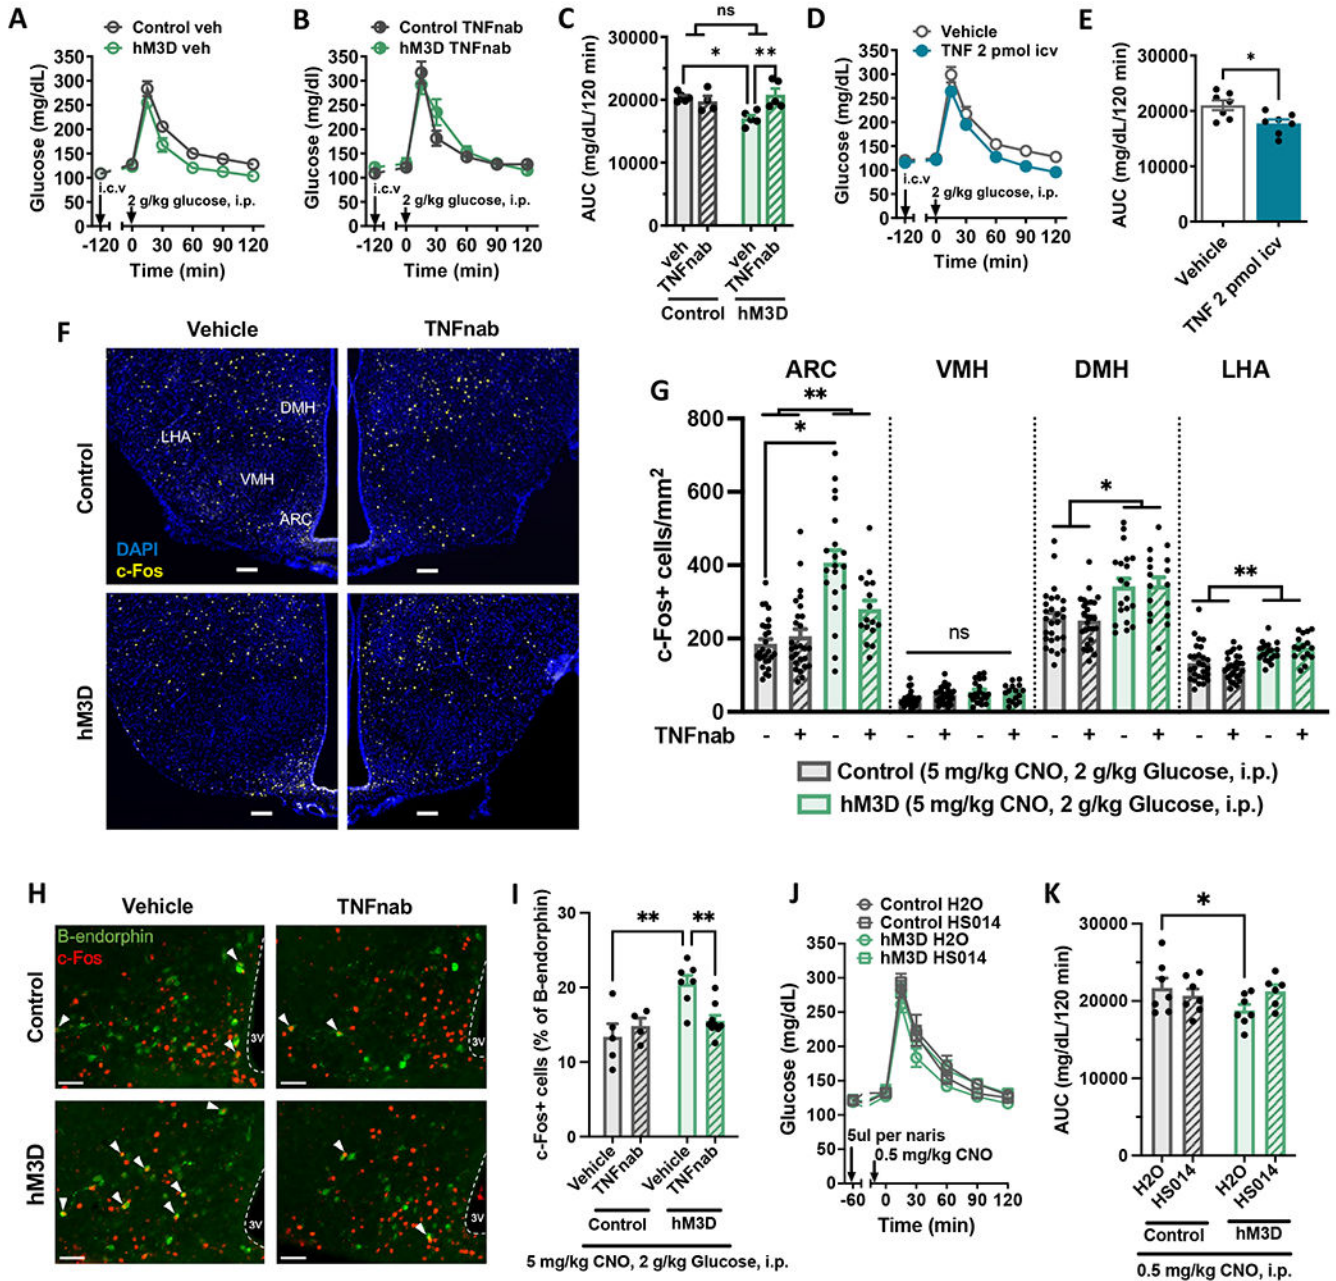 A
Control veh
hM3D veh
Glucose (mg/dL)
350
300
250
200
150
100
50
0
i.c.v
2 g/kg glucose, i.p.
-120 0 30 60 90 120
Time (min)
B
Control TNFnab
hM3D TNFnab
Glucose (mg/dl)
350
300
250
200
150
100
50
0
i.c.v
2 g/kg glucose, i.p.
-120 0 30 60 90 120
Time (min)
C
AUC (mg/dL/120 min)
30000
20000
10000
0
ns
*
**
veh
TNFnab
veh
TNFnab
Control
hM3D
D
Vehicle
TNF 2 pmol icv
Glucose (mg/dL)
350
300
250
200
150
100
50
0
i.c.v
2 g/kg glucose, i.p.
-120 0 30 60 90 120
Time (min)
E
AUC (mg/dL/120 min)
30000
20000
10000
0
*
Vehicle
TNF 2 pmol icv
F
Vehicle
TNFnab
Control
hM3D
DMH
LHA
VMH
ARC
DAPI
c-Fos
G
ARC
VMH
DMH
LHA
c-Fos+ cells/mm2
800
600
400
200
0
**
*
ns
*
**
TNFnab - + - + - + - + - + - + - + - +
Control (5 mg/kg CNO, 2 g/kg Glucose, i.p.)
hM3D (5 mg/kg CNO, 2 g/kg Glucose, i.p.)
H
Vehicle
TNFnab
Control
hM3D
B-endorphin
c-Fos
3V
3V
3V
3V
I
c-Fos+ cells (% of B-endorphin)
30
20
10
0
**
**
Vehicle
TNFnab
Vehicle
TNFnab
Control
hM3D
5 mg/kg CNO, 2 g/kg Glucose, i.p.
J
Control H2O
Control HS014
hM3D H2O
hM3D HS014
Glucose (mg/dL)
350
300
250
200
150
100
50
0
5ul per naris
0.5 mg/kg CNO
-60 0 30 60 90 120
Time (min)
K
AUC (mg/dL/120 min)
30000
20000
10000
0
*
H2O
HS014
H2O
HS014
Control
hM3D
0.5 mg/kg CNO, i.p.